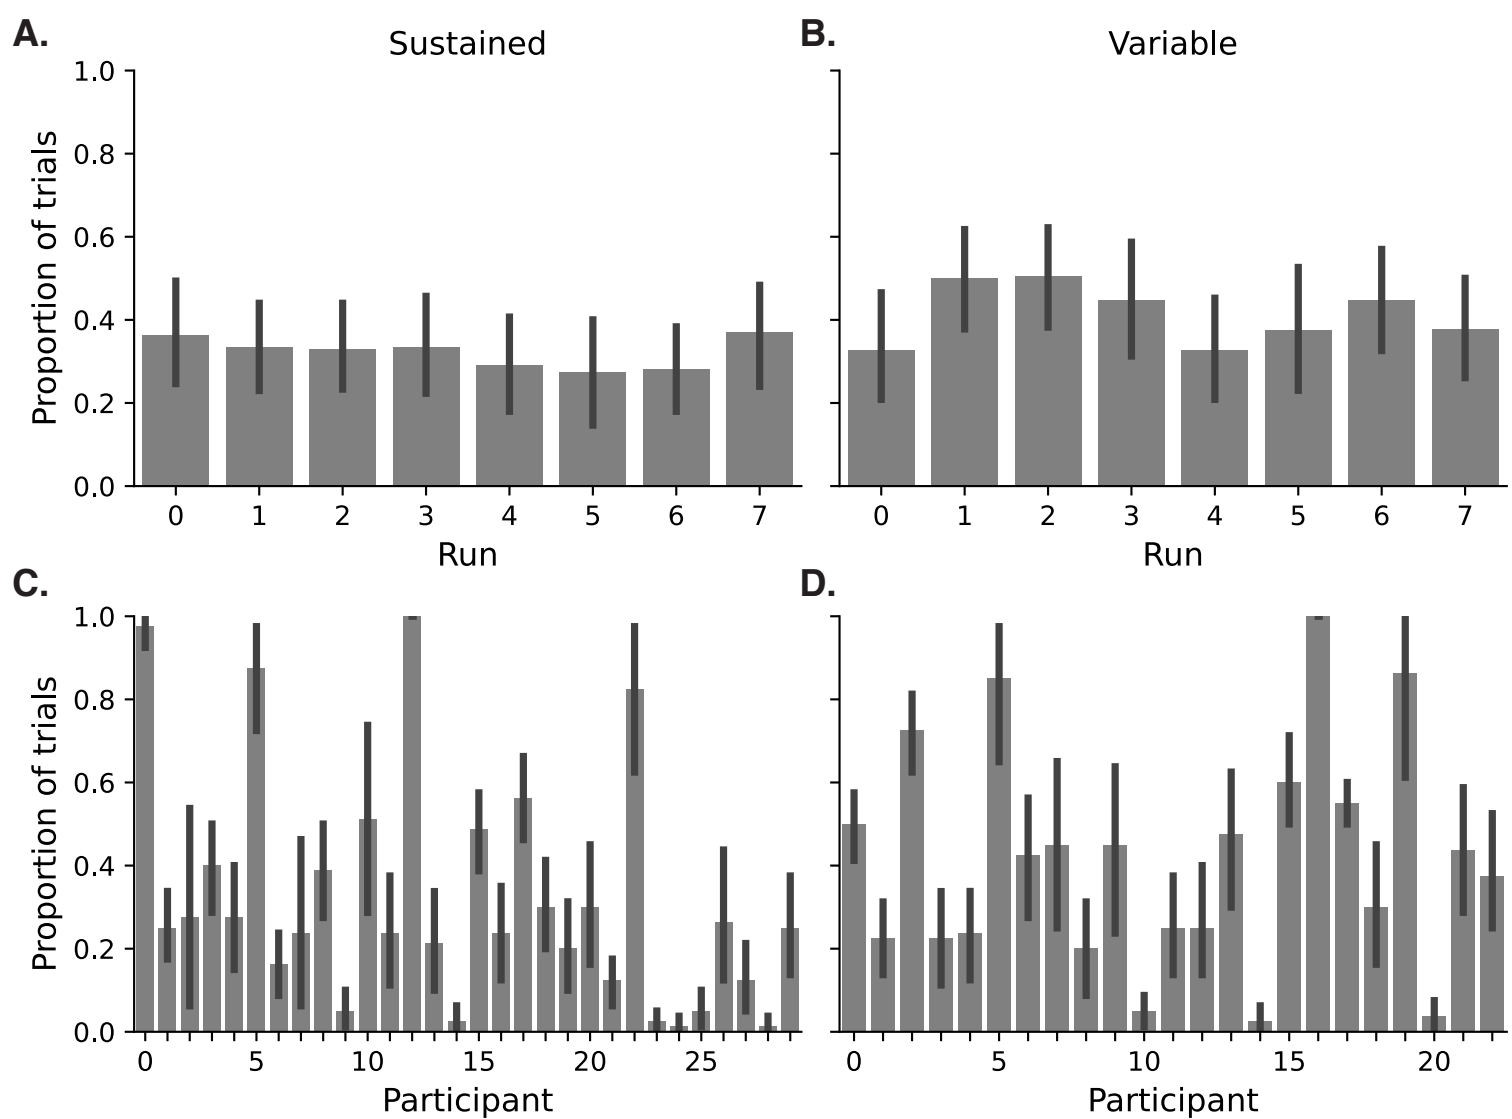 A.
Sustained
B.
Variable
1.0
0.8
0.6
0.4
0.2
0.0
Proportion of trials
0 1 2 3 4 5 6 7
Run
0 1 2 3 4 5 6 7
Run
C.
D.
1.0
0.8
0.6
0.4
0.2
0.0
Proportion of trials
0 5 10 15 20 25
Participant
0 5 10 15 20
Participant